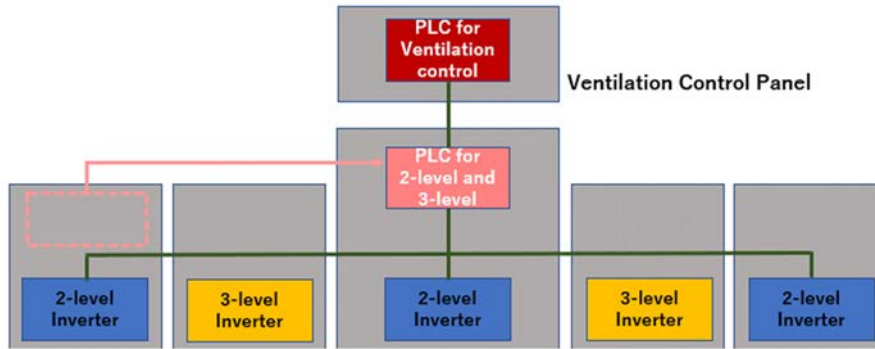 PLC for
Ventilation
control
Ventilation Control Panel
PLC for
2-level and
3-level
2-level
Inverter
3-level
Inverter
2-level
Inverter
3-level
Inverter
2-level
Inverter